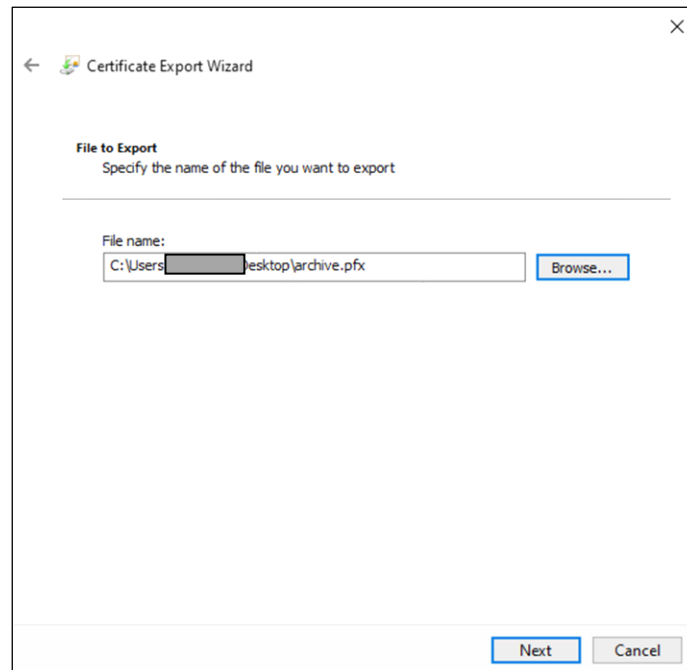 Certificate Export Wizard
File to Export
Specify the name of the file you want to export
File name:
C:\Users esktop\archive.pfx
Browse...
Next
Cancel